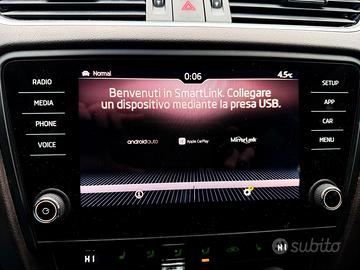 Normal
0:06
4.5°C
RADIO
MEDIA
PHONE
VOICE
Benvenuti in SmartLink. Collegare
un dispositivo mediante la presa USB.
androidauto
Apple CarPlay
MirrorLink
SETUP
APP
CAR
MENU
subito